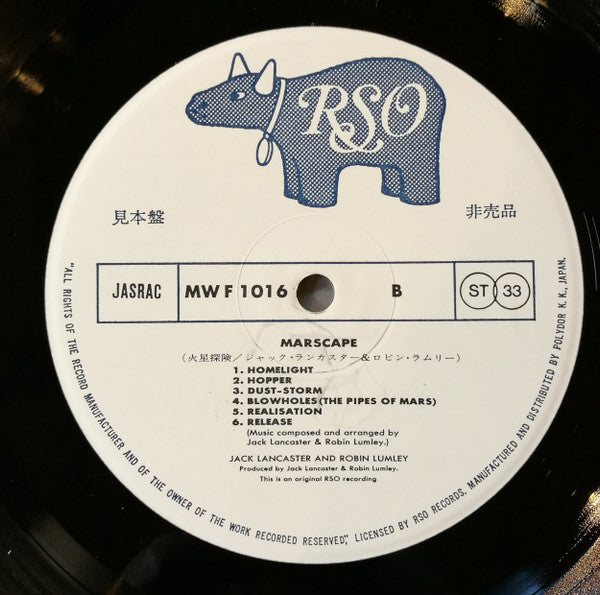 RSO
見本盤
非売品
JASRAC
MWF 1016
B
ST 33
MARSCAPE
(火星探険/ジャック・ランカスター&ロビン・ラムリー)
1. HOMELIGHT
2. HOPPER
3. DUST-STORM
4. BLOWHOLES (THE PIPES OF MARS)
5. REALISATION
6. RELEASE
(Music composed and arranged by
Jack Lancaster & Robin Lumley.)
JACK LANCASTER AND ROBIN LUMLEY
Produced by Jack Lancaster & Robin Lumley.
This is an original RSO recording
"ALL RIGHTS OF THE RECORD MANUFACTURER AND OF THE OWNER OF THE WORK RECORDED RESERVED", LICENSED BY RSO RECORDS, MANUFACTURED AND DISTRIBUTED BY POLYDOR K.K., JAPAN.